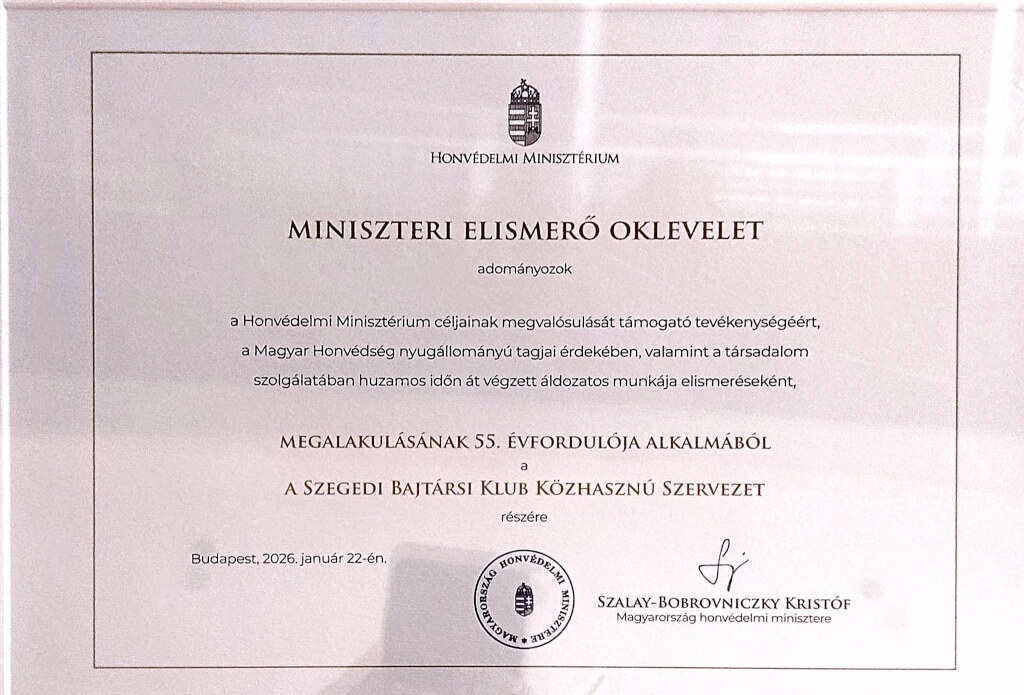 HONVÉDELMI MINISZTÉRIUM
MINISZTERI ELISMERŐ OKLEVELET
adományozok
a Honvédelmi Minisztérium céljainak megvalósulását támogató tevékenységéért,
a Magyar Honvédség nyugállományú tagjai érdekében, valamint a társadalom
szolgálatában huzamos időn át végzett áldozatos munkája elismeréseként,
MEGALAKULÁSÁNAK 55. ÉVFORDULÓJA ALKALMÁBÓL
a
A SZEGEDI BAJTÁRSI KLUB KÖZHASZNÚ SZERVEZET
részére
Budapest, 2026. január 22-én.
MAGYARORSZÁG HONVÉDELMI MINISZTERE
SZALAY-BOBROVNICZKY KRISTÓF
Magyarország honvédelmi minisztere